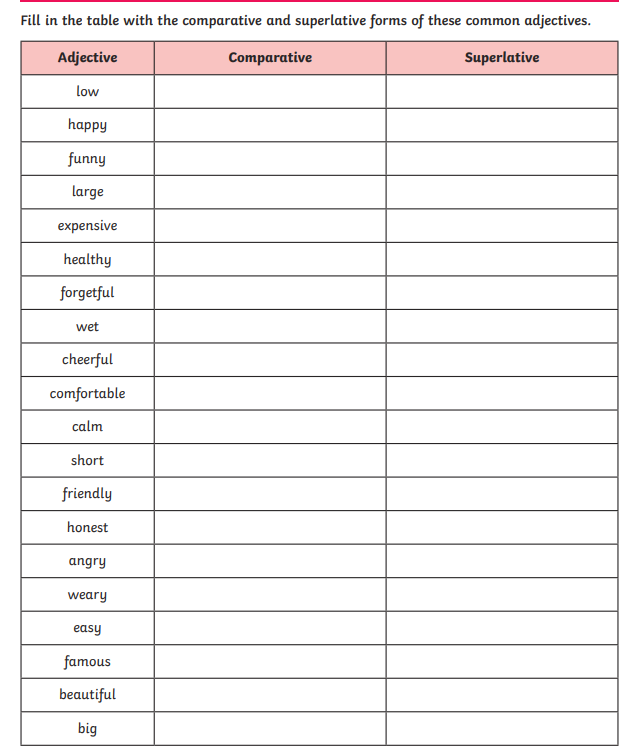 Fill in the table with the comparative and superlative forms of these common adjectives.
Adjective Comparative Superlative
low
happy
funny
large
expensive
healthy
forgetful
wet
cheerful
comfortable
calm
short
friendly
honest
angry
weary
easy
famous
beautiful
big